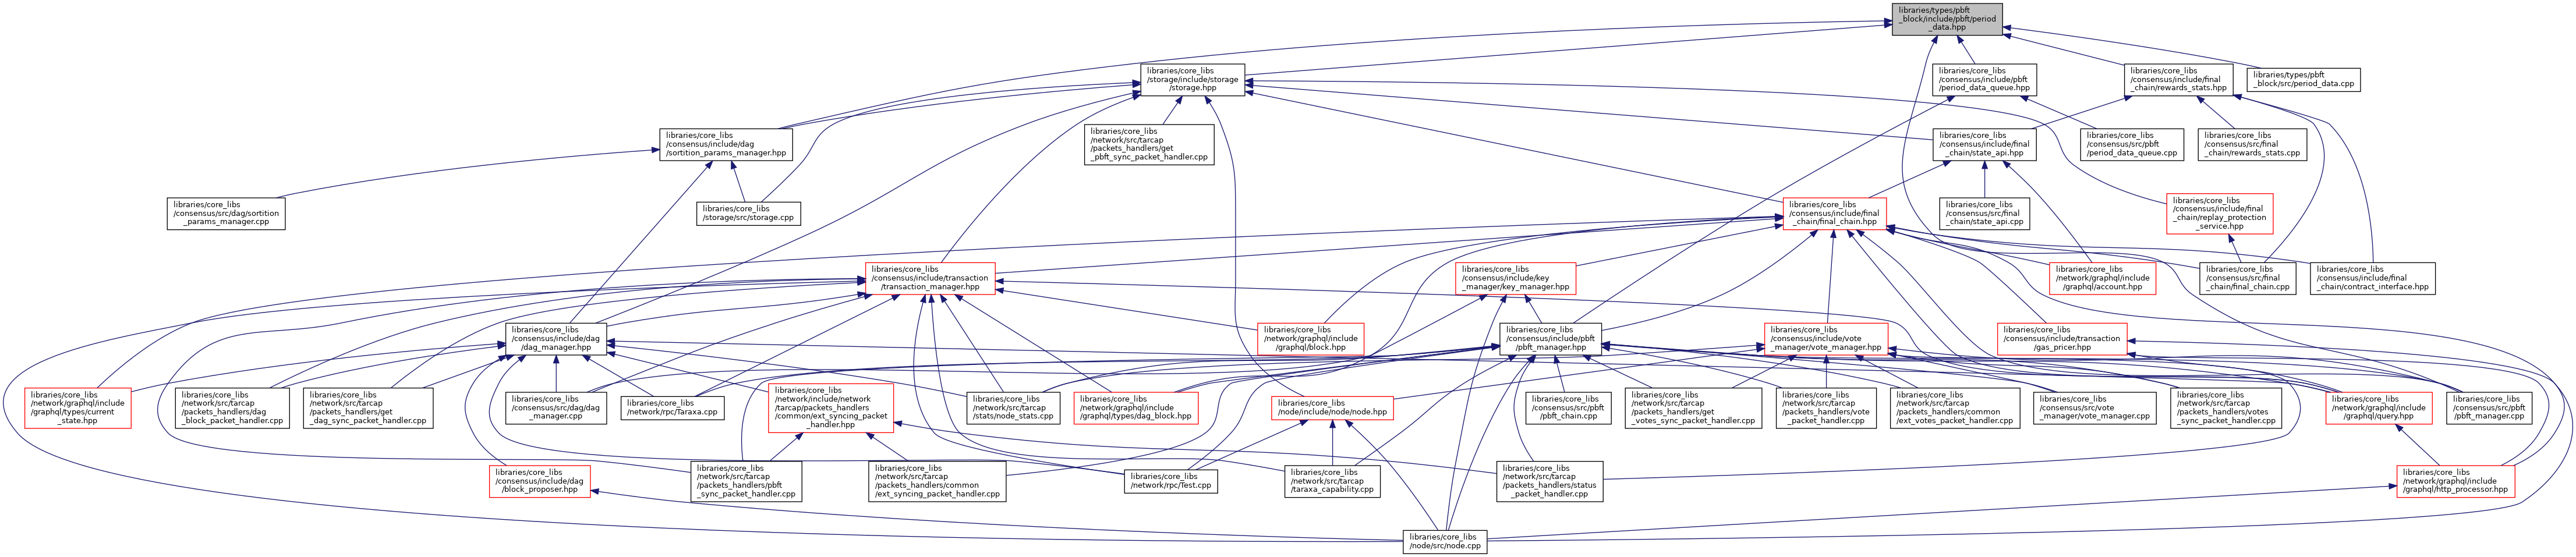 libraries/types/pbft
_block/include/pbft/period
_data.hpp
libraries/core_libs
/storage/include/storage
/storage.hpp
libraries/core_libs
/consensus/include/pbft
/period_data_queue.hpp
libraries/core_libs
/consensus/include/final
_chain/rewards_stats.hpp
libraries/types/pbft
_block/src/period_data.cpp
libraries/core_libs
/consensus/include/dag
/sortition_params_manager.hpp
libraries/core_libs
/network/src/tarcap
/packets_handlers/get
_pbft_sync_packet_handler.cpp
libraries/core_libs
/consensus/include/final
_chain/state_api.hpp
libraries/core_libs
/consensus/src/pbft
/period_data_queue.cpp
libraries/core_libs
/consensus/src/final
_chain/rewards_stats.cpp
libraries/core_libs
/consensus/src/dag/sortition
_params_manager.cpp
libraries/core_libs
/storage/src/storage.cpp
libraries/core_libs
/consensus/include/final
_chain/final_chain.hpp
libraries/core_libs
/consensus/src/final
_chain/state_api.cpp
libraries/core_libs
/consensus/include/final
_chain/replay_protection
_service.hpp
libraries/core_libs
/consensus/include/transaction
/transaction_manager.hpp
libraries/core_libs
/consensus/include/key
_manager/key_manager.hpp
libraries/core_libs
/network/graphql/include
/graphql/account.hpp
libraries/core_libs
/consensus/src/final
_chain/final_chain.cpp
libraries/core_libs
/consensus/include/final
_chain/contract_interface.hpp
libraries/core_libs
/consensus/include/dag
/dag_manager.hpp
libraries/core_libs
/network/graphql/include
/graphql/block.hpp
libraries/core_libs
/consensus/include/pbft
/pbft_manager.hpp
libraries/core_libs
/consensus/include/vote
_manager/vote_manager.hpp
libraries/core_libs
/consensus/include/transaction
/gas_pricer.hpp
libraries/core_libs
/network/graphql/include
/graphql/types/current
_state.hpp
libraries/core_libs
/network/src/tarcap
/packets_handlers/dag
_block_packet_handler.cpp
libraries/core_libs
/network/src/tarcap
/packets_handlers/get
_dag_sync_packet_handler.cpp
libraries/core_libs
/consensus/src/dag/dag
_manager.cpp
libraries/core_libs
/network/rpc/Taraxa.cpp
libraries/core_libs
/network/include/network
/tarcap/packets_handlers
/common/ext_syncing_packet
_handler.hpp
libraries/core_libs
/network/src/tarcap
/stats/node_stats.cpp
libraries/core_libs
/network/graphql/include
/graphql/types/dag_block.hpp
libraries/core_libs
/node/include/node/node.hpp
libraries/core_libs
/consensus/src/pbft
/pbft_chain.cpp
libraries/core_libs
/network/src/tarcap
/packets_handlers/get
_votes_sync_packet_handler.cpp
libraries/core_libs
/network/src/tarcap
/packets_handlers/vote
_packet_handler.cpp
libraries/core_libs
/network/src/tarcap
/packets_handlers/common
/ext_votes_packet_handler.cpp
libraries/core_libs
/consensus/src/vote
_manager/vote_manager.cpp
libraries/core_libs
/network/src/tarcap
/packets_handlers/votes
_sync_packet_handler.cpp
libraries/core_libs
/network/graphql/include
/graphql/query.hpp
libraries/core_libs
/consensus/src/pbft
/pbft_manager.cpp
libraries/core_libs
/consensus/include/dag
/block_proposer.hpp
libraries/core_libs
/network/src/tarcap
/packets_handlers/pbft
_sync_packet_handler.cpp
libraries/core_libs
/network/src/tarcap
/packets_handlers/common
/ext_syncing_packet_handler.cpp
libraries/core_libs
/network/rpc/Test.cpp
libraries/core_libs
/network/src/tarcap
/taraxa_capability.cpp
libraries/core_libs
/network/src/tarcap
/packets_handlers/status
_packet_handler.cpp
libraries/core_libs
/network/graphql/include
/graphql/http_processor.hpp
libraries/core_libs
/node/src/node.cpp